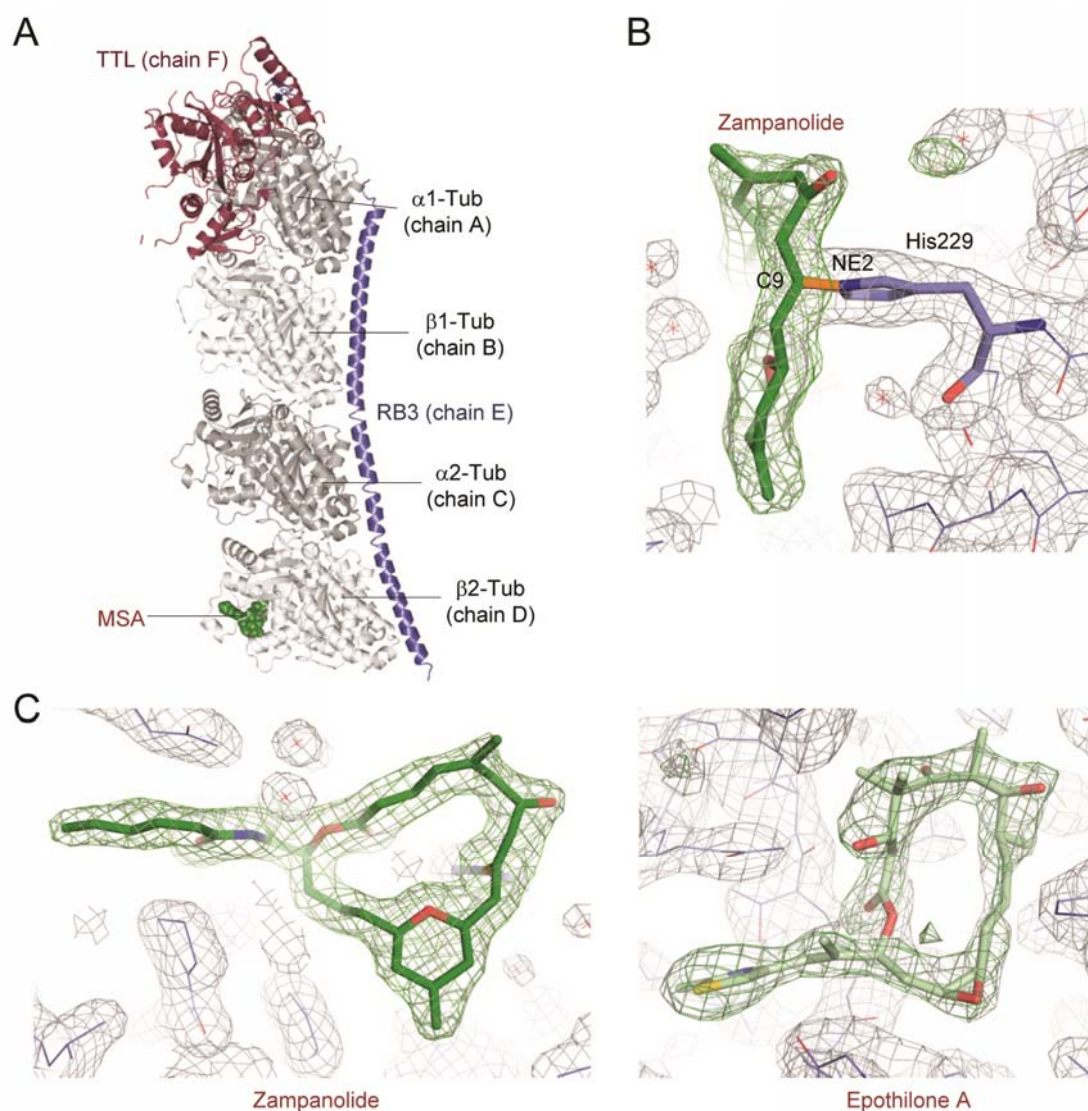 A
TTL (chain F)
α1-Tub
(chain A)
β1-Tub
(chain B)
RB3 (chain E)
α2-Tub
(chain C)
β2-Tub
(chain D)
MSA
B
Zampanolide
His229
NE2
C9
C
Zampanolide
Epothilone A